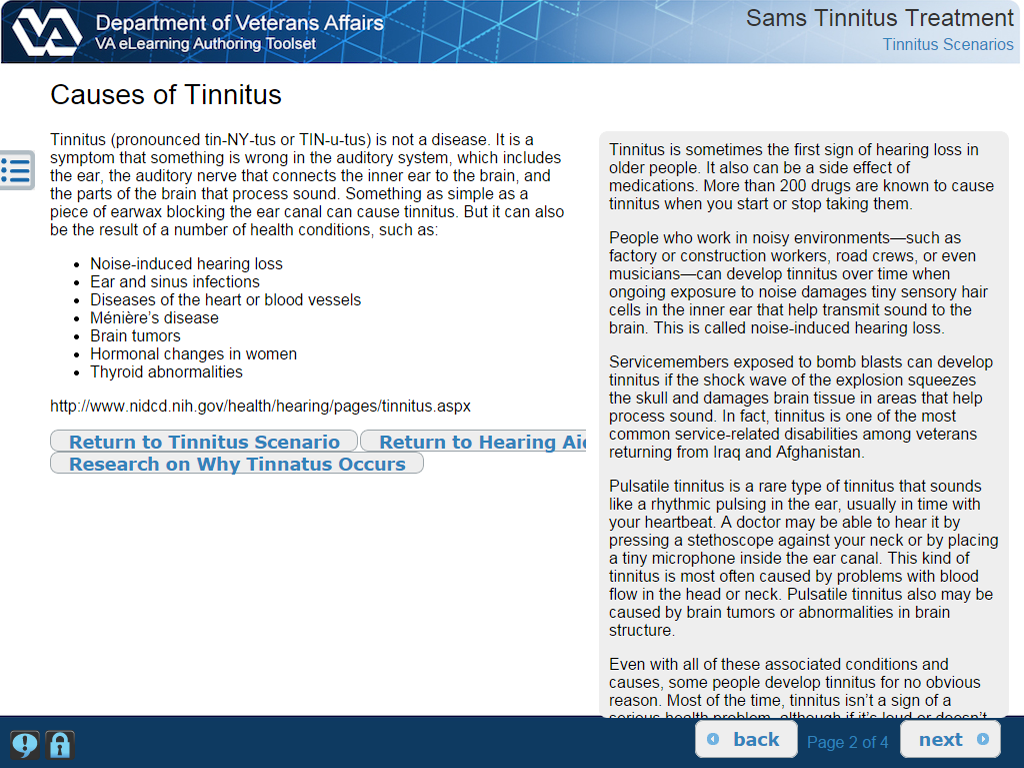 Department of Veterans Affairs
VA eLearning Authoring Toolset
Sams Tinnitus Treatment
Tinnitus Scenarios
Causes of Tinnitus
Tinnitus (pronounced tin-NY-tus or TIN-u-tus) is not a disease. It is a
symptom that something is wrong in the auditory system, which includes
the ear, the auditory nerve that connects the inner ear to the brain, and
the parts of the brain that process sound. Something as simple as a
piece of earwax blocking the ear canal can cause tinnitus. But it can also
be the result of a number of health conditions, such as:
• Noise-induced hearing loss
• Ear and sinus infections
• Diseases of the heart or blood vessels
• Ménière's disease
• Brain tumors
• Hormonal changes in women
• Thyroid abnormalities
http://www.nidcd.nih.gov/health/hearing/pages/tinnitus.aspx
Return to Tinnitus Scenario
Return to Hearing
Research on Why Tinnatus Occurs
Tinnitus is sometimes the first sign of hearing loss in
older people. It also can be a side effect of
medications. More than 200 drugs are known to cause
tinnitus when you start or stop taking them.
People who work in noisy environments—such as
factory or construction workers, road crews, or even
musicians—can develop tinnitus over time when
ongoing exposure to noise damages tiny sensory hair
cells in the inner ear that help transmit sound to the
brain. This is called noise-induced hearing loss.
Servicemembers exposed to bomb blasts can develop
tinnitus if the shock wave of the explosion squeezes
the skull and damages brain tissue in areas that help
process sound. In fact, tinnitus is one of the most
common service-related disabilities among veterans
returning from Iraq and Afghanistan.
Pulsatile tinnitus is a rare type of tinnitus that sounds
like a rhythmic pulsing in the ear, usually in time with
your heartbeat. A doctor may be able to hear it by
pressing a stethoscope against your neck or by placing
a tiny microphone inside the ear canal. This kind of
tinnitus is most often caused by problems with blood
flow in the head or neck. Pulsatile tinnitus also may be
caused by brain tumors or abnormalities in brain
structure.
Even with all of these associated conditions and
causes, some people develop tinnitus for no obvious
reason. Most of the time, tinnitus isn't a sign of a
serious health problem, although if it's loud or doesn't
back
Page 2 of 4
next